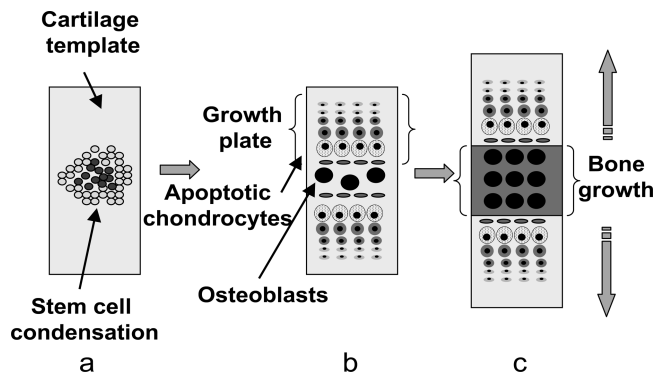 Cartilage
template
Stem cell
condensation
a
Growth
plate
Apoptotic
chondrocytes
Osteoblasts
b
Bone
growth
c